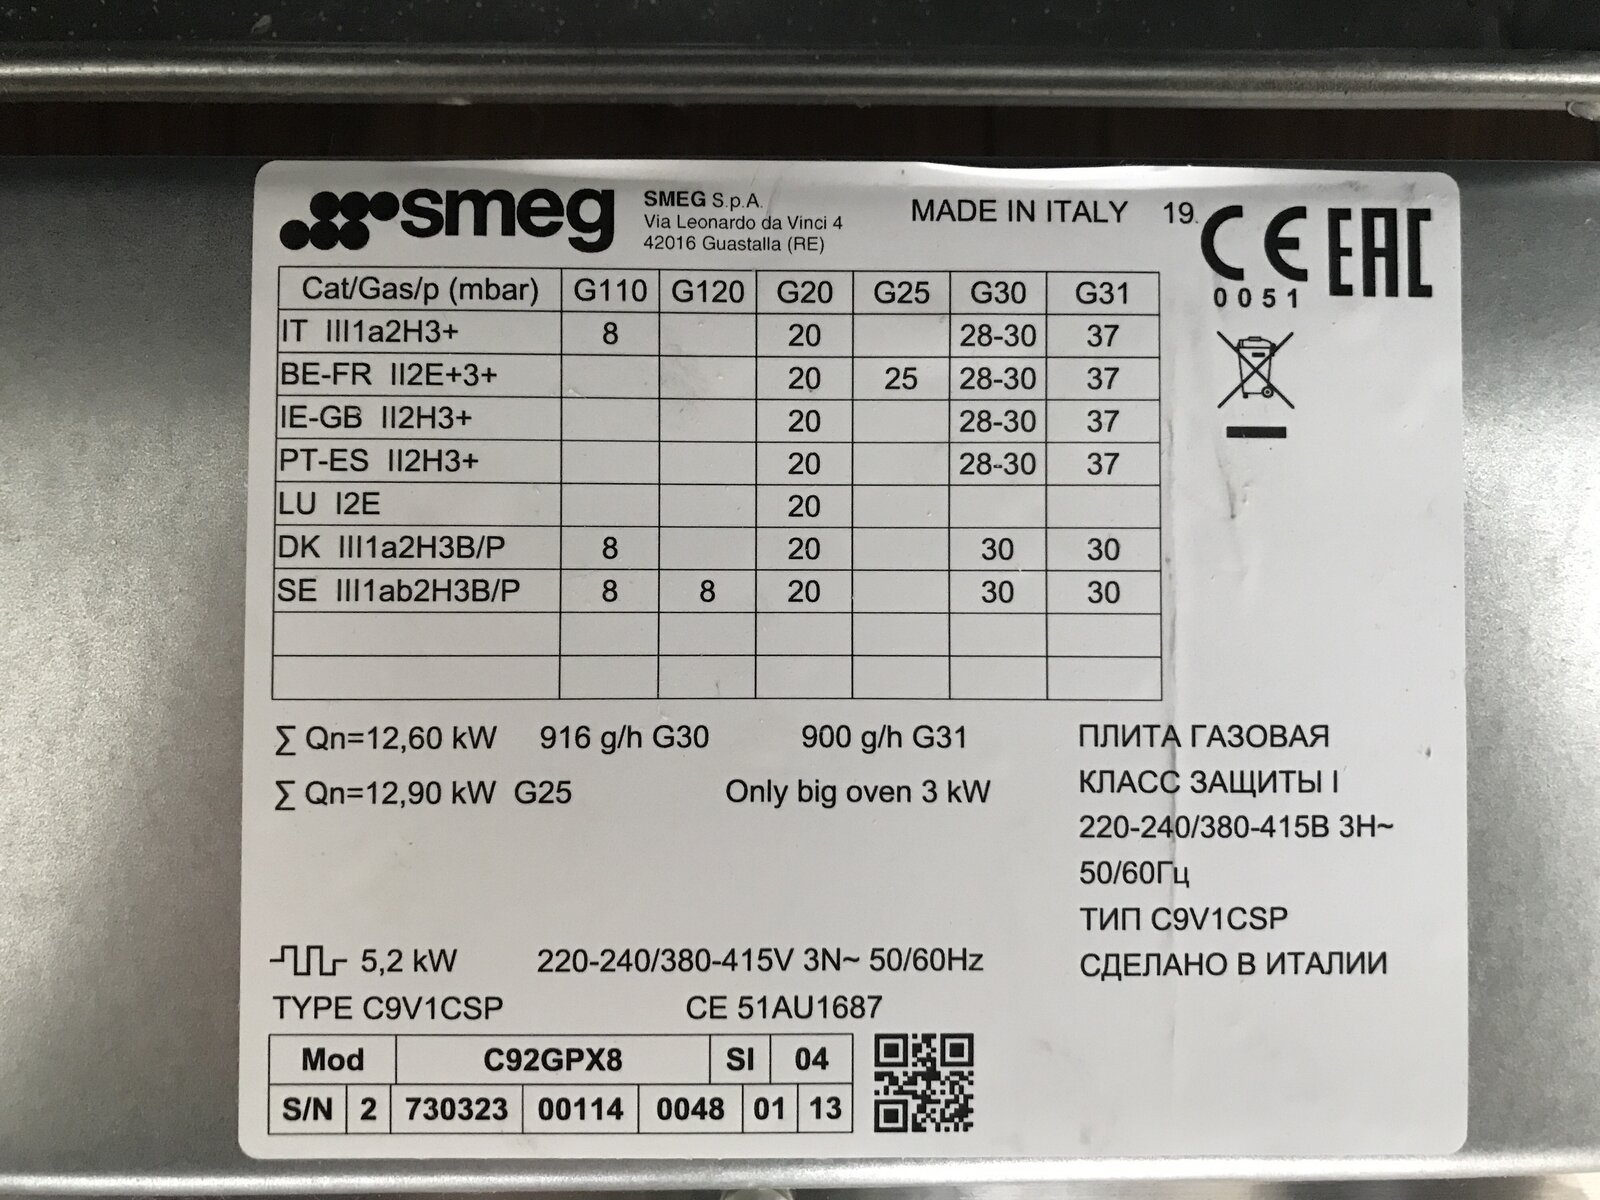 smeg
SMEG S.p.A.
Via Leonardo da Vinci 4
42016 Guastalla (RE)
MADE IN ITALY 19.
CE EAC
0051
Cat/Gas/p (mbar) G110 G120 G20 G25 G30 G31
IT III1a2H3+ 8 20 28-30 37
BE-FR II2E+3+ 20 25 28-30 37
IE-GB II2H3+ 20 28-30 37
PT-ES II2H3+ 20 28-30 37
LU I2E 20
DK III1a2H3B/P 8 20 30 30
SE III1ab2H3B/P 8 8 20 30 30
∑ Qn=12,60 kW 916 g/h G30 900 g/h G31
∑ Qn=12,90 kW G25 Only big oven 3 kW
5,2 kW 220-240/380-415V 3N~ 50/60Hz
TYPE C9V1CSP CE 51AU1687
ПЛИТА ГАЗОВАЯ
КЛАСС ЗАЩИТЫ I
220-240/380-415В 3Н~
50/60Гц
ТИП C9V1CSP
СДЕЛАНО В ИТАЛИИ
Mod C92GPX8 SI 04
S/N 2 730323 00114 0048 01 13